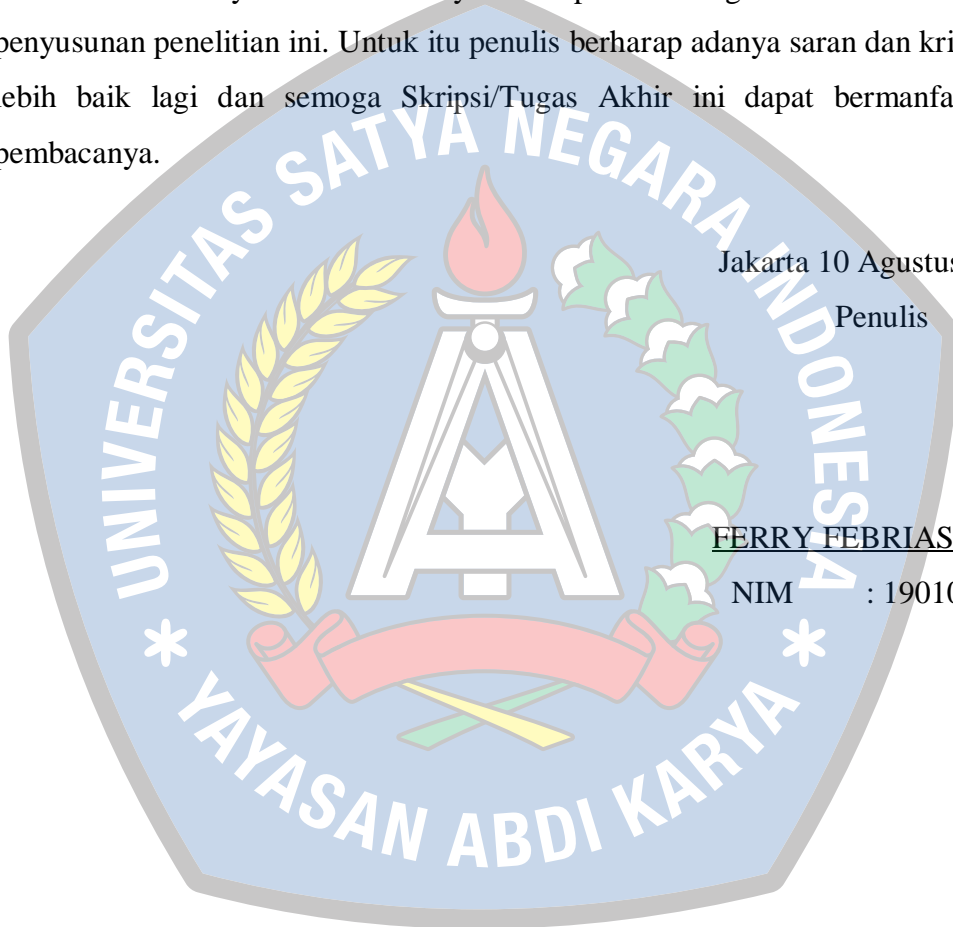 penyusunan penelitian ini. Untuk itu penulis berharap adanya saran dan kri
lebih baik lagi dan semoga Skripsi/Tugas Akhir ini dapat bermanfa
pembacanya.
UNIVERSITAS SATYA NEGARA INDONESIA
Jakarta 10 Agustus
Penulis
FERRY FEBRIAS
NIM : 19010
* YAYASAN ABDI KARYA *